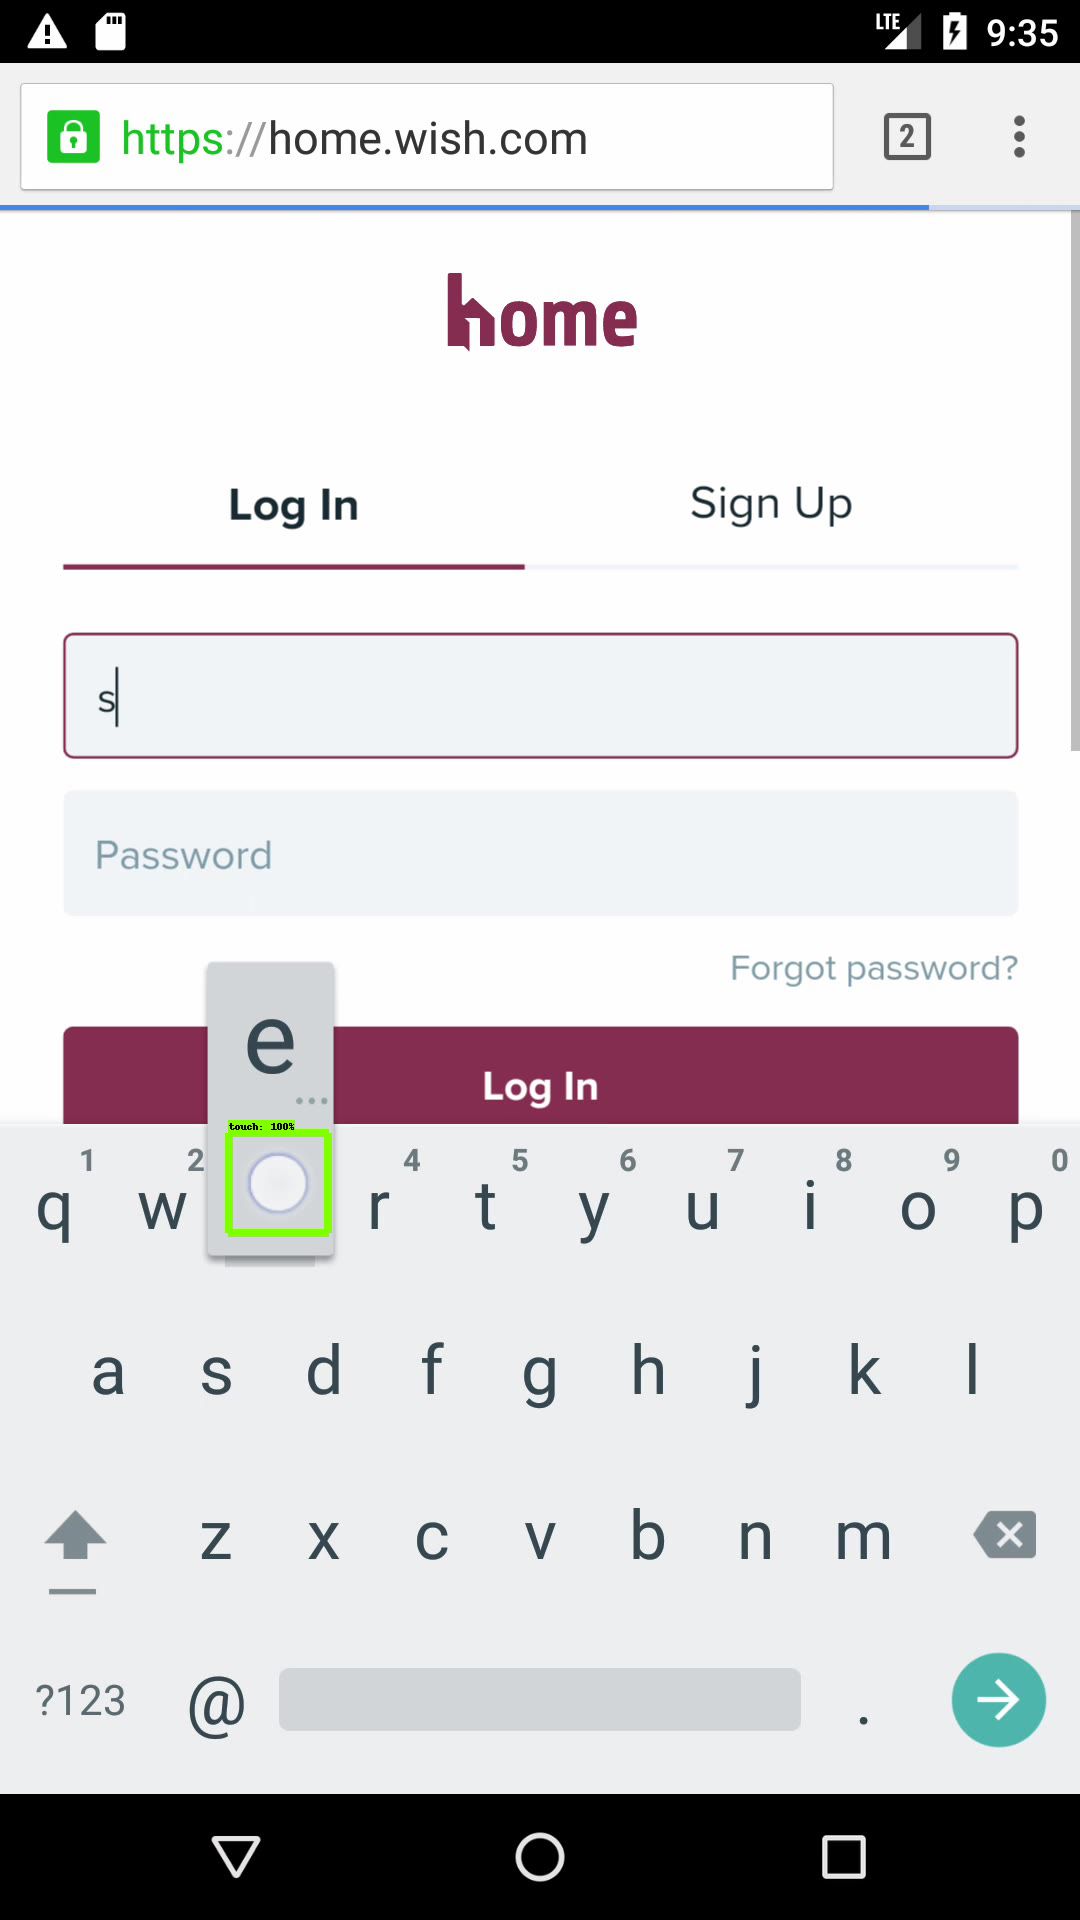 LTE 9:35
https://home.wish.com 2
home
Log In Sign Up
s
Password
Forgot password?
e
...
Log In
touch: 100%
1 2 4 5 6 7 8 9 0
q w r t y u i o p
a s d f g h j k l
z x c v b n m
?123 @ .